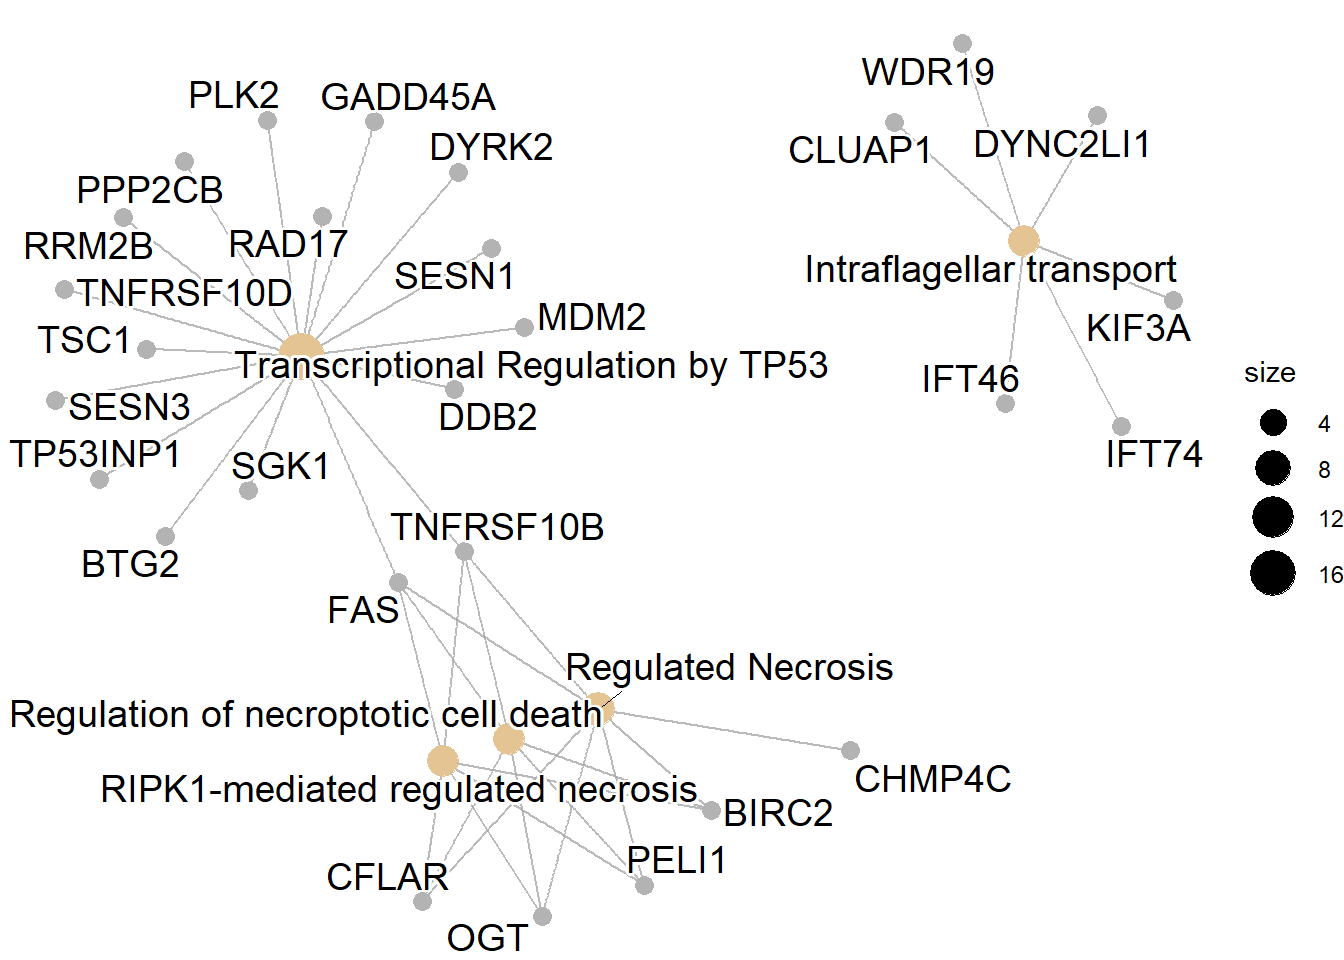 WDR19
PLK2
GADD45A
DYRK2
CLUAP1
DYNC2LI1
PPP2CB
RRM2B
RAD17
SESN1
Intraflagellar transport
TNFRSF10D
MDM2
KIF3A
TSC1
Transcriptional Regulation by TP53
size
IFT46
4
SESN3
DDB2
TP53INP1
SGK1
IFT74
8
12
TNFRSF10B
BTG2
16
FAS
Regulated Necrosis
Regulation of necroptotic cell death
CHMP4C
RIPK1-mediated regulated necrosis
BIRC2
PELI1
CFLAR
OGT